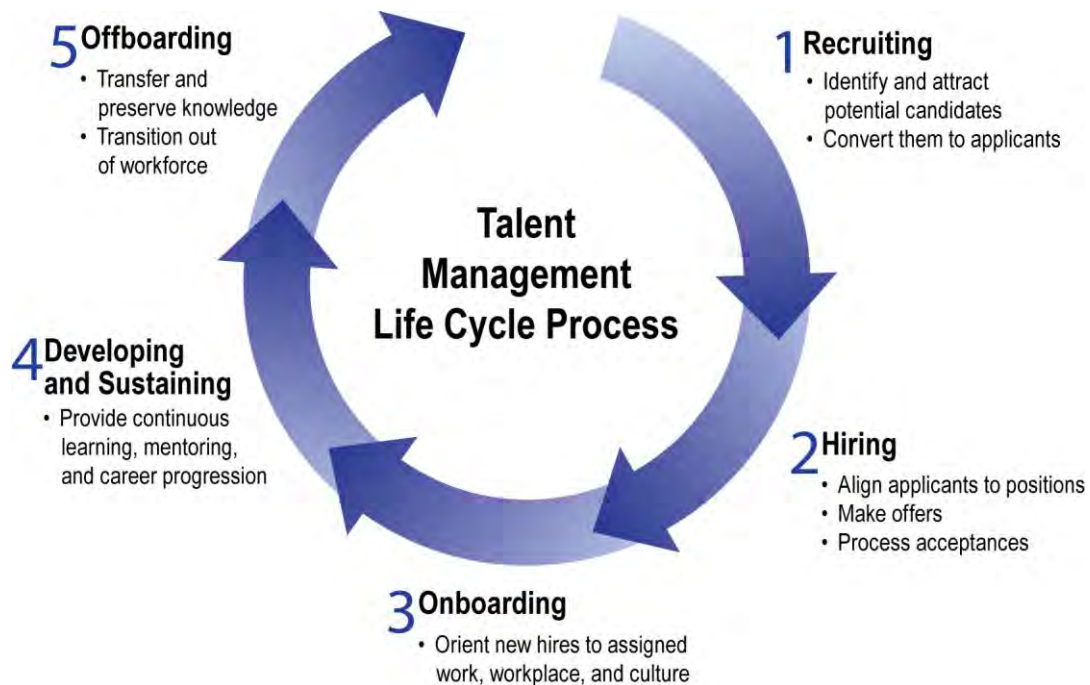 Talent
Management
Life Cycle Process
1 Recruiting
• Identify and attract
potential candidates
• Convert them to applicants
2 Hiring
• Align applicants to positions
• Make offers
• Process acceptances
3 Onboarding
• Orient new hires to assigned
work, workplace, and culture
4 Developing
and Sustaining
• Provide continuous
learning, mentoring,
and career progression
5 Offboarding
• Transfer and
preserve knowledge
• Transition out
of workforce